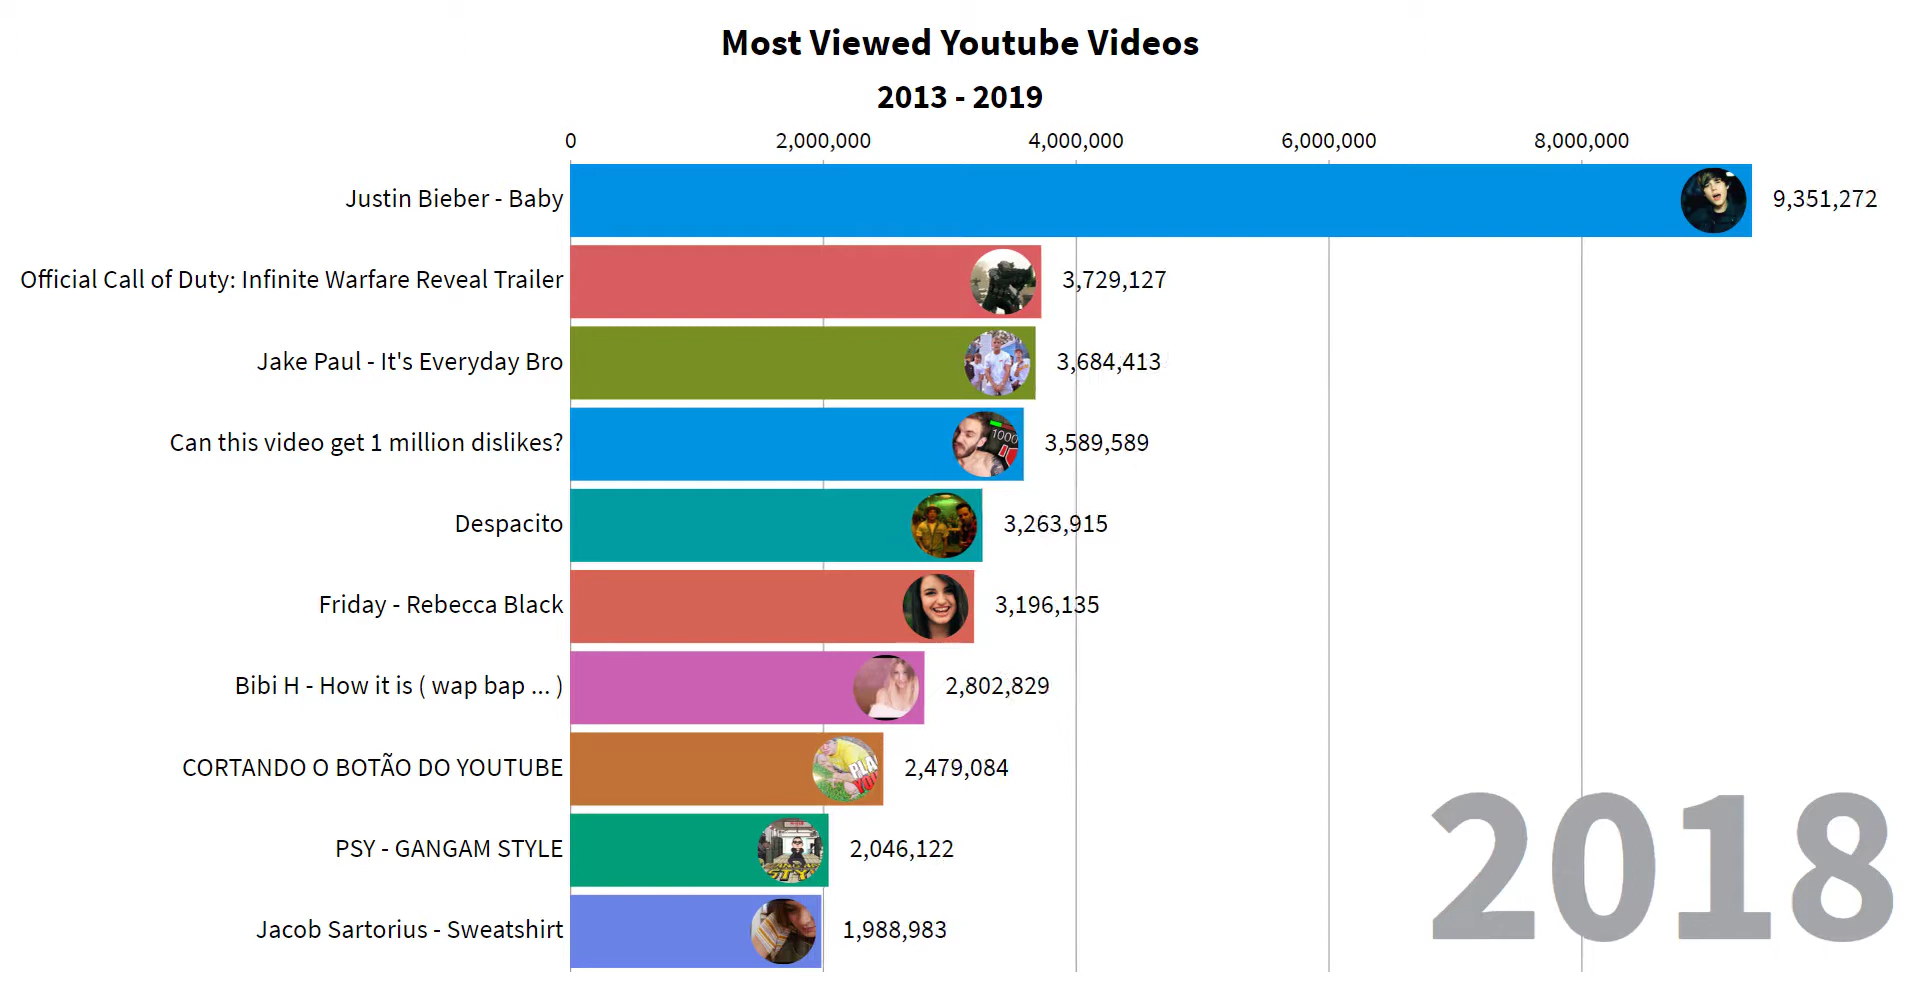 Most Viewed Youtube Videos
2013 - 2019
0 2,000,000 4,000,000 6,000,000 8,000,000
Justin Bieber - Baby 9,351,272
Official Call of Duty: Infinite Warfare Reveal Trailer 3,729,127
Jake Paul - It's Everyday Bro 3,684,413
Can this video get 1 million dislikes? 1000 3,589,589
Despacito 3,263,915
Friday - Rebecca Black 3,196,135
Bibi H - How it is ( wap bap ... ) 2,802,829
CORTANDO O BOTÃO DO YOUTUBE 2,479,084
PSY - GANGAM STYLE 2,046,122
Jacob Sartorius - Sweatshirt 1,988,983
2018